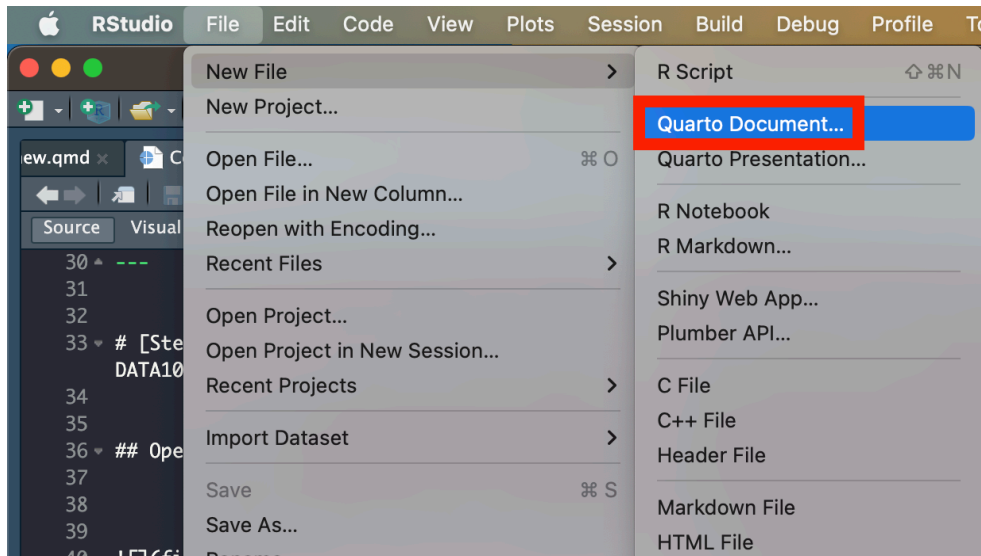 RStudio File Edit Code View Plots Session Build Debug Profile
New File
R Script ⇧⌘N
New Project...
Quarto Document...
ew.qmd ×
Open File... ⌘O
Quarto Presentation...
Open File in New Column...
R Notebook
Source Visual
Reopen with Encoding...
R Markdown...
30 ---
Recent Files
31
Shiny Web App...
32
Open Project...
Plumber API...
33 # [Ste
Open Project in New Session...
DATA10
Recent Projects
C File
34
35
C++ File
36 ## Ope
Import Dataset
Header File
37
Save ⌘S
38
Markdown File
39
Save As...
HTML File